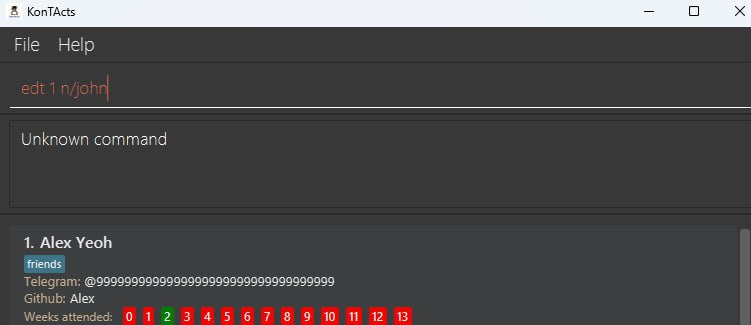 KonTActs
File Help
edt 1 n/john
Unknown command
1. Alex Yeoh
friends
Telegram: @9999999999999999999999999999999999
Github: Alex
Weeks attended: 0 1 2 3 4 5 6 7 8 9 10 11 12 13